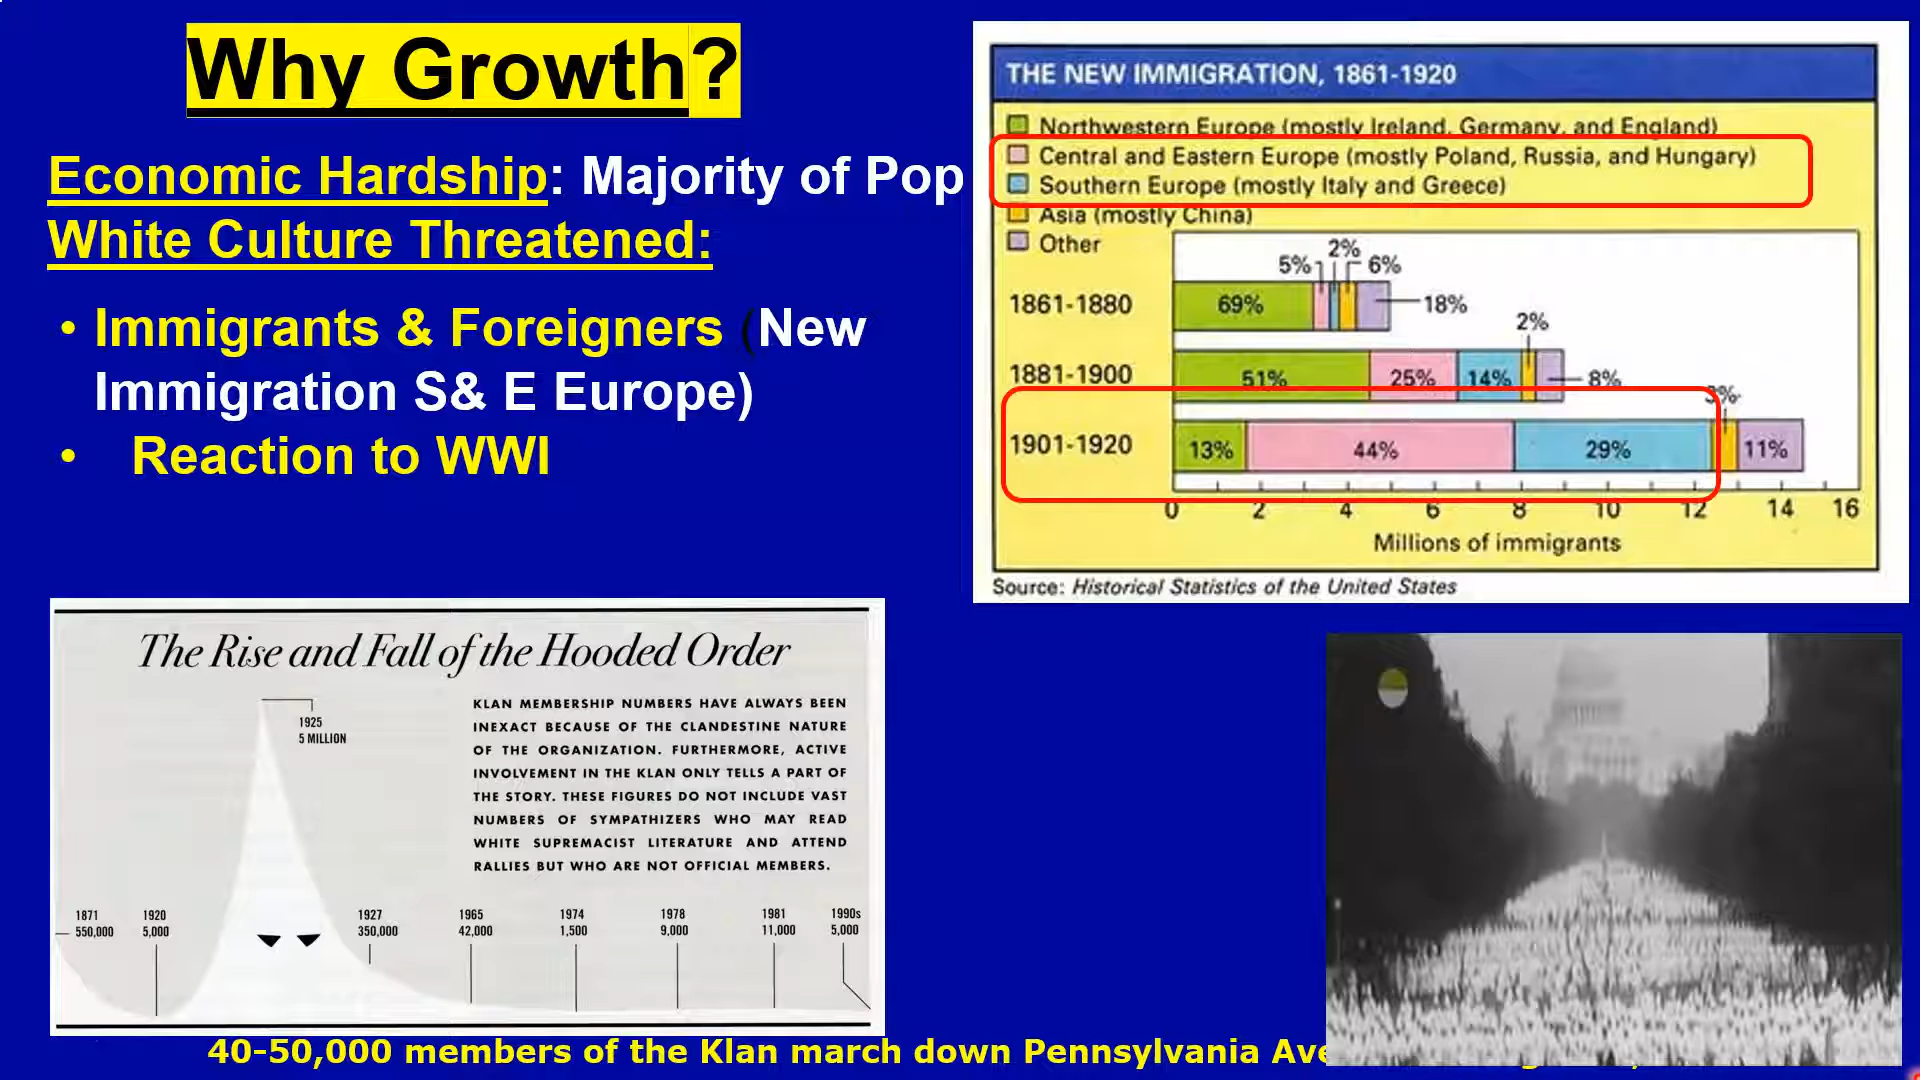 Why Growth?
Economic Hardship: Majority of Pop
White Culture Threatened:
• Immigrants & Foreigners (New
Immigration S& E Europe)
• Reaction to WWI
THE NEW IMMIGRATION, 1861-1920
Northwestern Europe (mostly Ireland, Germany, and England)
Central and Eastern Europe (mostly Poland, Russia, and Hungary)
Southern Europe (mostly Italy and Greece)
Asia (mostly China)
Other
2%
5% 6%
1861-1880 69% 18%
2%
1881-1900 51% 25% 14% 8%
3%
1901-1920 13% 44% 29% 11%
0 2 4 6 8 10 12 14 16
Millions of immigrants
Source: Historical Statistics of the United States
The Rise and Fall of the Hooded Order
1925
5 MILLION
KLAN MEMBERSHIP NUMBERS HAVE ALWAYS BEEN
INEXACT BECAUSE OF THE CLANDESTINE NATURE
OF THE ORGANIZATION. FURTHERMORE, ACTIVE
INVOLVEMENT IN THE KLAN ONLY TELLS A PART OF
THE STORY. THESE FIGURES DO NOT INCLUDE VAST
NUMBERS OF SYMPATHIZERS WHO MAY READ
WHITE SUPREMACIST LITERATURE AND ATTEND
RALLIES BUT WHO ARE NOT OFFICIAL MEMBERS.
1871 1920 1927 1965 1974 1978 1981 1990s
550,000 5,000 350,000 42,000 1,500 9,000 11,000 5,000
40-50,000 members of the Klan march down Pennsylvania Ave